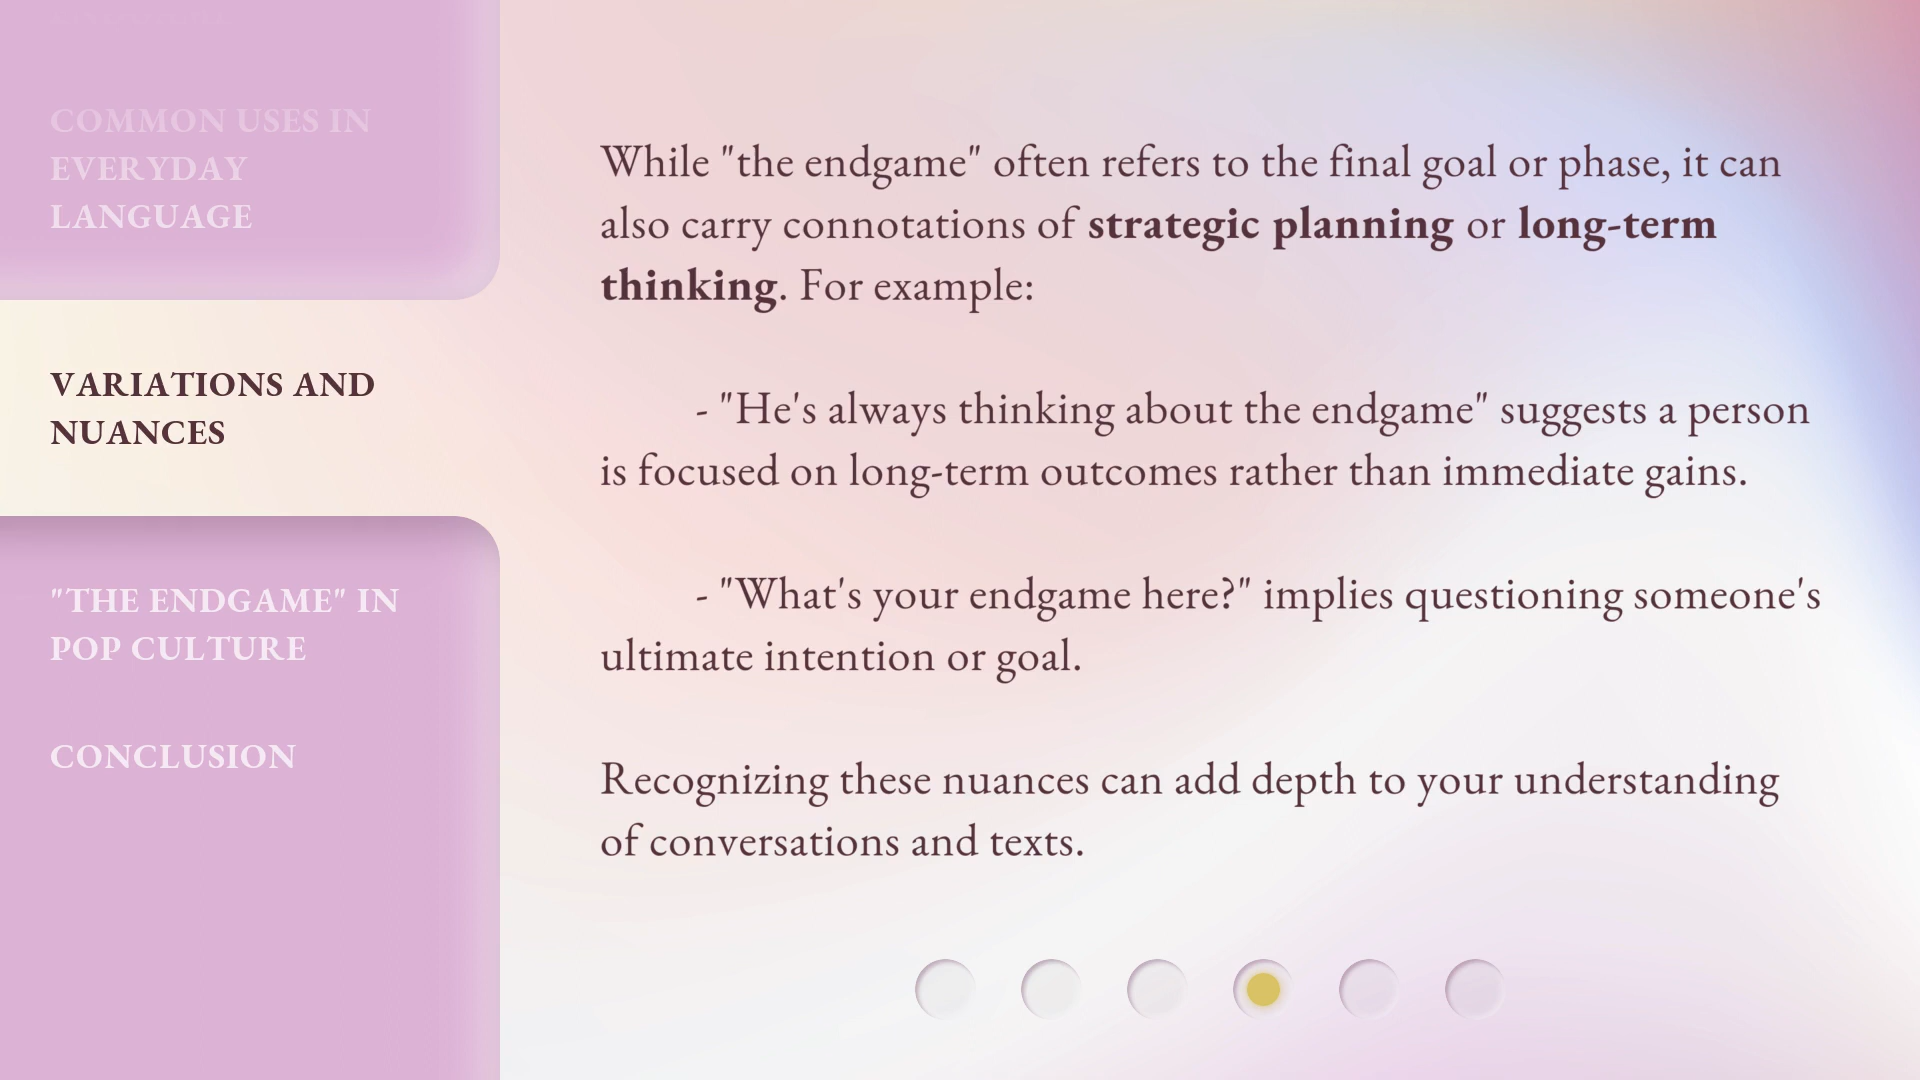 COMMON USES IN
EVERYDAY
LANGUAGE
VARIATIONS AND
NUANCES
"THE ENDGAME" IN
POP CULTURE
CONCLUSION
While "the endgame" often refers to the final goal or phase, it can
also carry connotations of strategic planning or long-term
thinking. For example:
- "He's always thinking about the endgame" suggests a person
is focused on long-term outcomes rather than immediate gains.
- "What's your endgame here?" implies questioning someone's
ultimate intention or goal.
Recognizing these nuances can add depth to your understanding
of conversations and texts.